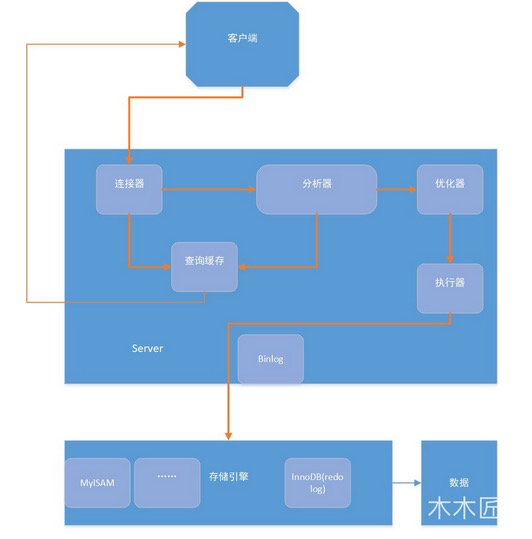 客户端
连接器
分析器
优化器
查询缓存
执行器
Server
Binlog
MyISAM
······
存储引擎
InnoDB(redo
log)
数据
木木匠